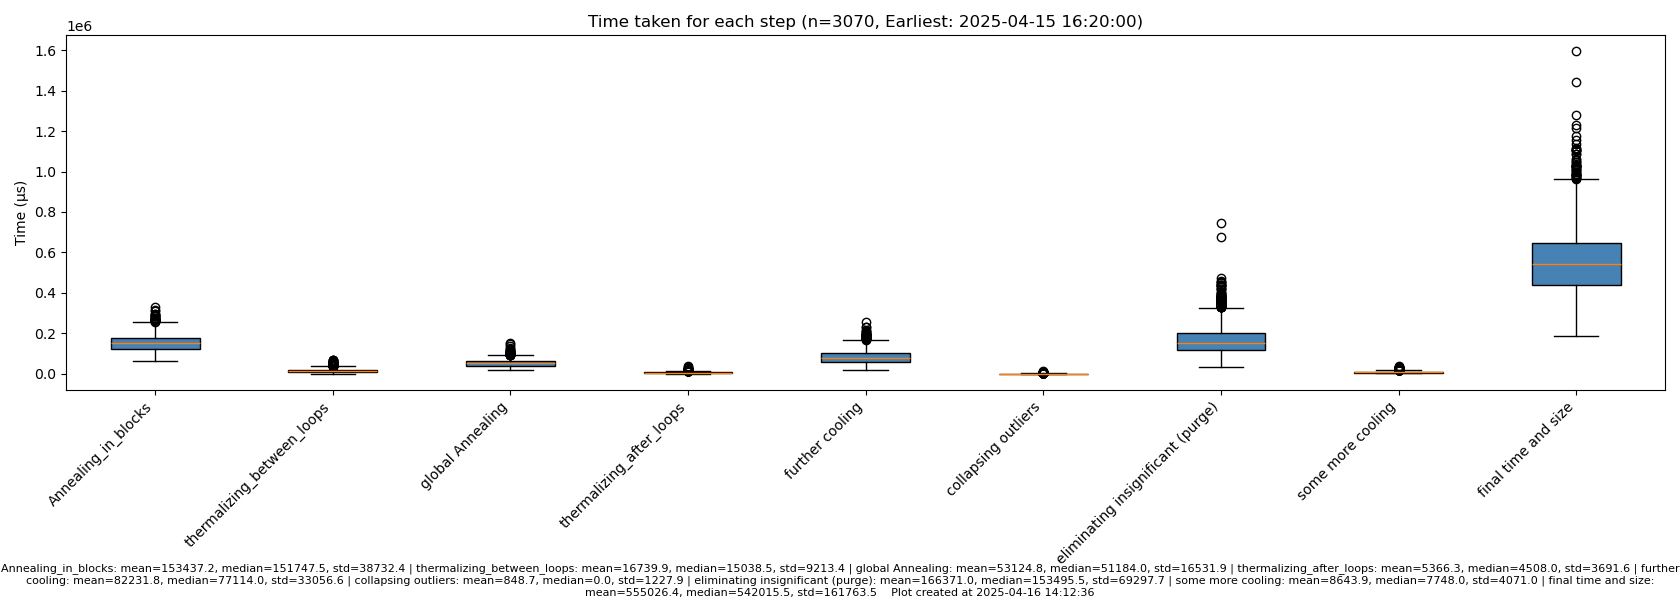 Time taken for each step (n=3070, Earliest: 2025-04-15 16:20:00)
1e6
1.6
1.4
1.2
1.0
0.8
0.6
0.4
0.2
0.0
Time (µs)
Annealing_in_blocks
thermalizing_between_loops
global Annealing
thermalizing_after_loops
further cooling
collapsing outliers
eliminating insignificant (purge)
some more cooling
final time and size
Annealing_in_blocks: mean=153437.2, median=151747.5, std=38732.4 | thermalizing_between_loops: mean=16739.9, median=15038.5, std=9213.4 | global Annealing: mean=53124.8, median=51184.0, std=16531.9 | thermalizing_after_loops: mean=5366.3, median=4508.0, std=3691.6 | further
cooling: mean=82231.8, median=77114.0, std=33056.6 | collapsing outliers: mean=848.7, median=0.0, std=1227.9 | eliminating insignificant (purge): mean=166371.0, median=153495.5, std=69297.7 | some more cooling: mean=8643.9, median=7748.0, std=4071.0 | final time and size:
mean=555026.4, median=542015.5, std=161763.5    Plot created at 2025-04-16 14:12:36